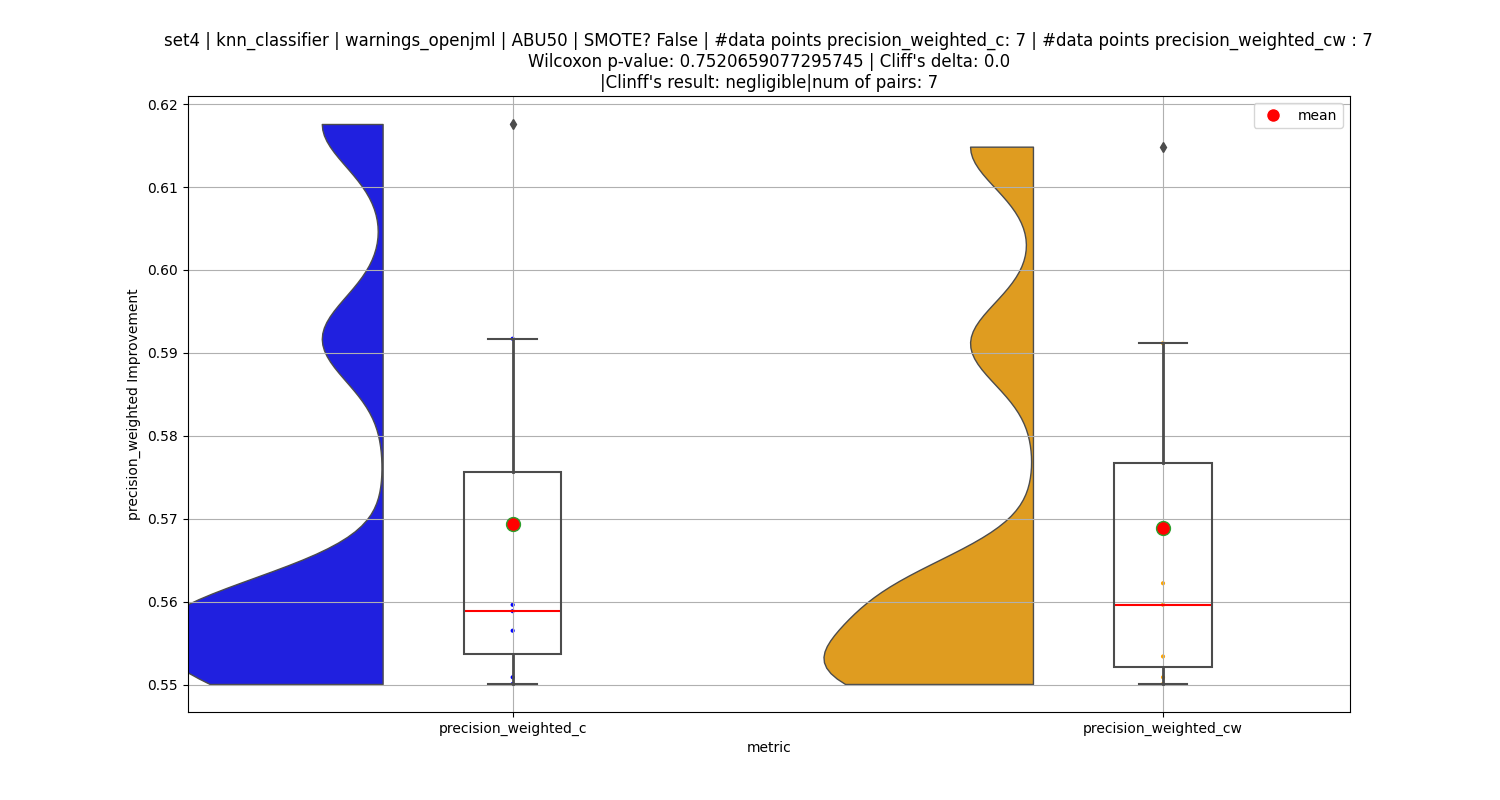 set4 | knn_classifier | warnings_openjml | ABU50 | SMOTE? False | #data points precision_weighted_c: 7 | #data points precision_weighted_cw : 7
Wilcoxon p-value: 0.7520659077295745 | Cliff's delta: 0.0
|Clinff's result: negligible|num of pairs: 7
mean
0.62
0.61
0.60
0.59
0.58
0.57
0.56
0.55
precision_weighted Improvement
precision_weighted_c
precision_weighted_cw
metric